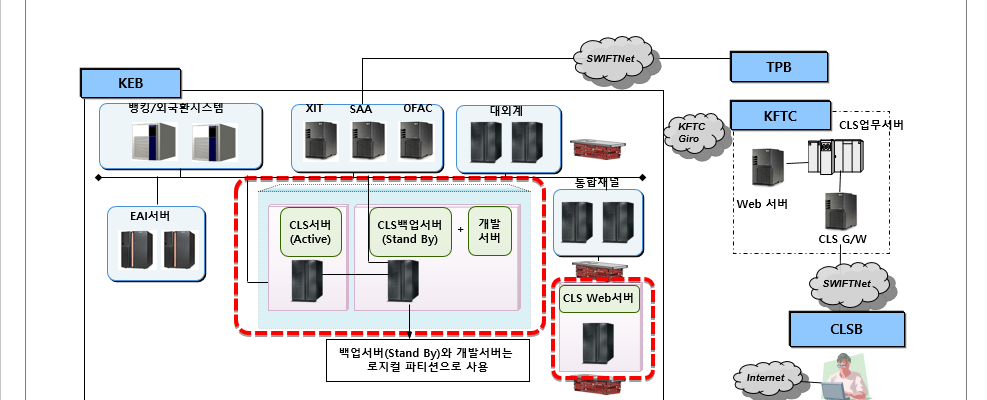 SWIFTNet
TPB
KEB
뱅킹/외국환시스템
XIT
SAA
OFAC
대외계
KFTC
Giro
KFTC
CLS업무서버
Web 서버
CLS G/W
통합채널
EAI서버
CLS서버
(Active)
CLS백업서버
(Stand By)
+
개발
서버
CLS Web서버
SWIFTNet
CLSB
백업서버(Stand By)와 개발서버는
로지컬 파티션으로 사용
Internet